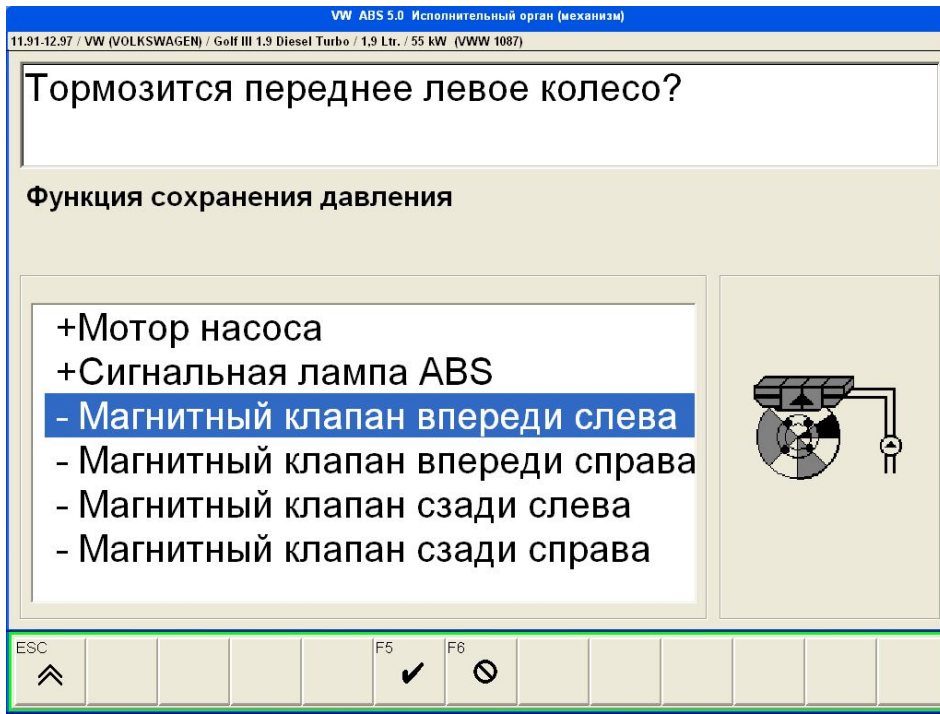 VW ABS 5.0 Исполнительный орган (механизм)
11.91-12.97 / VW (VOLKSWAGEN) / Golf III 1.9 Diesel Turbo / 1,9 Ltr. / 55 kW (VWW 1087)
Тормозится переднее левое колесо?
Функция сохранения давления
+Мотор насоса
+Сигнальная лампа ABS
- Магнитный клапан впереди слева
- Магнитный клапан впереди справа
- Магнитный клапан сзади слева
- Магнитный клапан сзади справа
ESC F5 F6